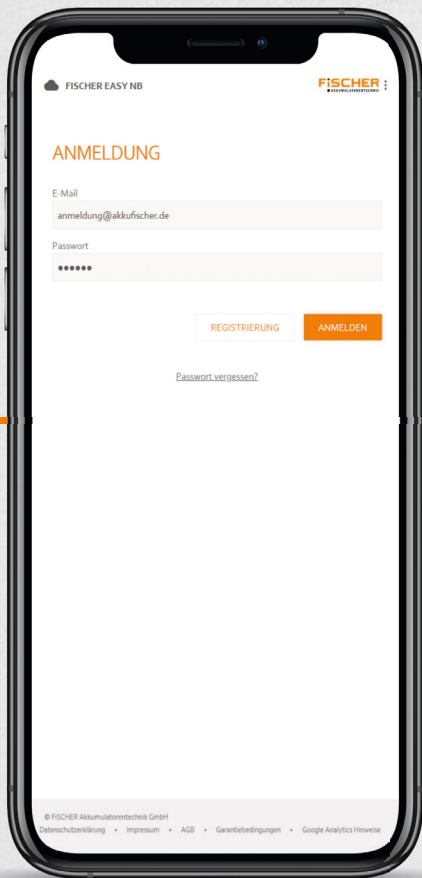 FISCHER EASY NB
FiSCHER
AKKUMULATORENTECHNIK
ANMELDUNG
E-Mail
anmeldung@akkufischer.de
Passwort
••••••
REGISTRIERUNG
ANMELDEN
Passwort vergessen?
© FiSCHER Akkumulatorentechnik GmbH
Datenschutzerklärung • Impressum • AGB • Garantiebedingungen • Google Analytics Hinweise